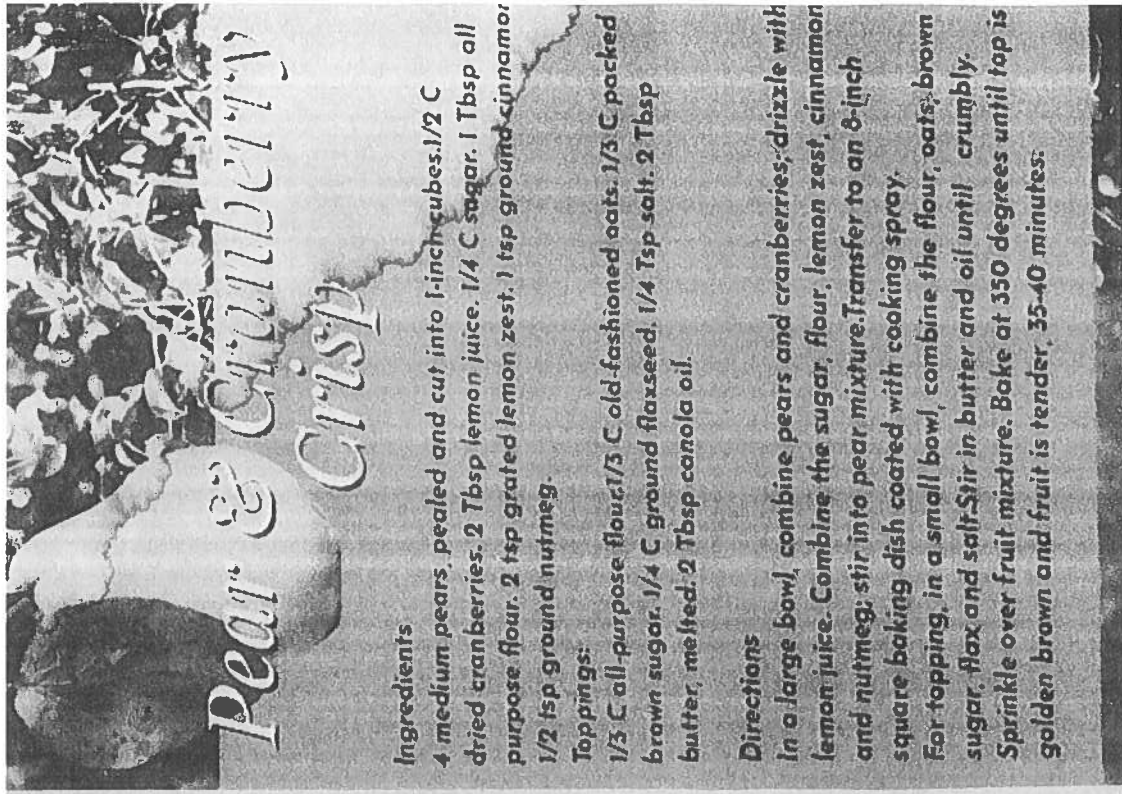 Pear & Cranberry
Crisp
Ingredients
4 medium pears, pealed and cut into 1-inch cubes.1/2 C
dried cranberries. 2 Tbsp lemon juice. 1/4 C sugar. 1 Tbsp all
purpose flour. 2 tsp grated lemon zest.1 tsp ground cinnamon
1/2 tsp ground nutmeg.
Toppings:
1/3 C all-purpose flour.1/3 C old-fashioned oats. 1/3 C packed
brown sugar. 1/4 C ground flaxseed. 1/4 Tsp salt. 2 Tbsp
butter, melted. 2 Tbsp canola oil.
Directions
In a large bowl, combine pears and cranberries; drizzle with
lemon juice. Combine the sugar, flour, lemon zest, cinnamon
and nutmeg; stir into pear mixture.Transfer to an 8-inch
square baking dish coated with cooking spray.
For topping, in a small bowl, combine the flour, oats, brown
sugar, flax and salt.Stir in butter and oil until crumbly.
Sprinkle over fruit mixture. Bake at 350 degrees until top is
golden brown and fruit is tender, 35-40 minutes.